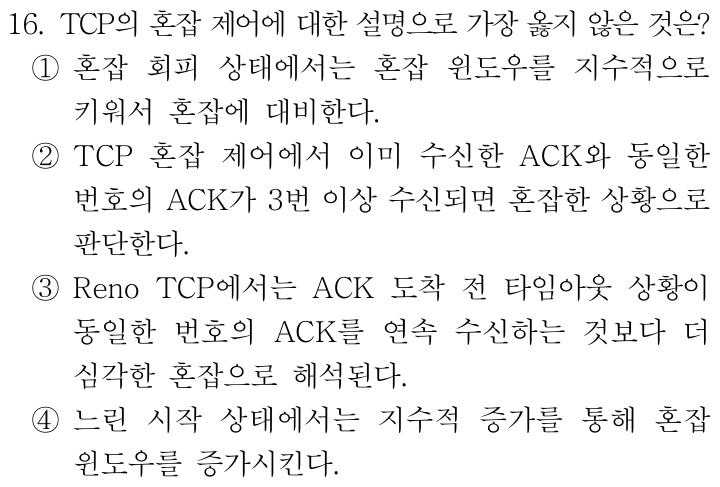 16. TCP의 혼잡 제어에 대한 설명으로 가장 옳지 않은 것은?
① 혼잡 회피 상태에서는 혼잡 윈도우를 지수적으로
키워서 혼잡에 대비한다.
② TCP 혼잡 제어에서 이미 수신한 ACK와 동일한
번호의 ACK가 3번 이상 수신되면 혼잡한 상황으로
판단한다.
③ Reno TCP에서는 ACK 도착 전 타임아웃 상황이
동일한 번호의 ACK를 연속 수신하는 것보다 더
심각한 혼잡으로 해석된다.
④ 느린 시작 상태에서는 지수적 증가를 통해 혼잡
윈도우를 증가시킨다.